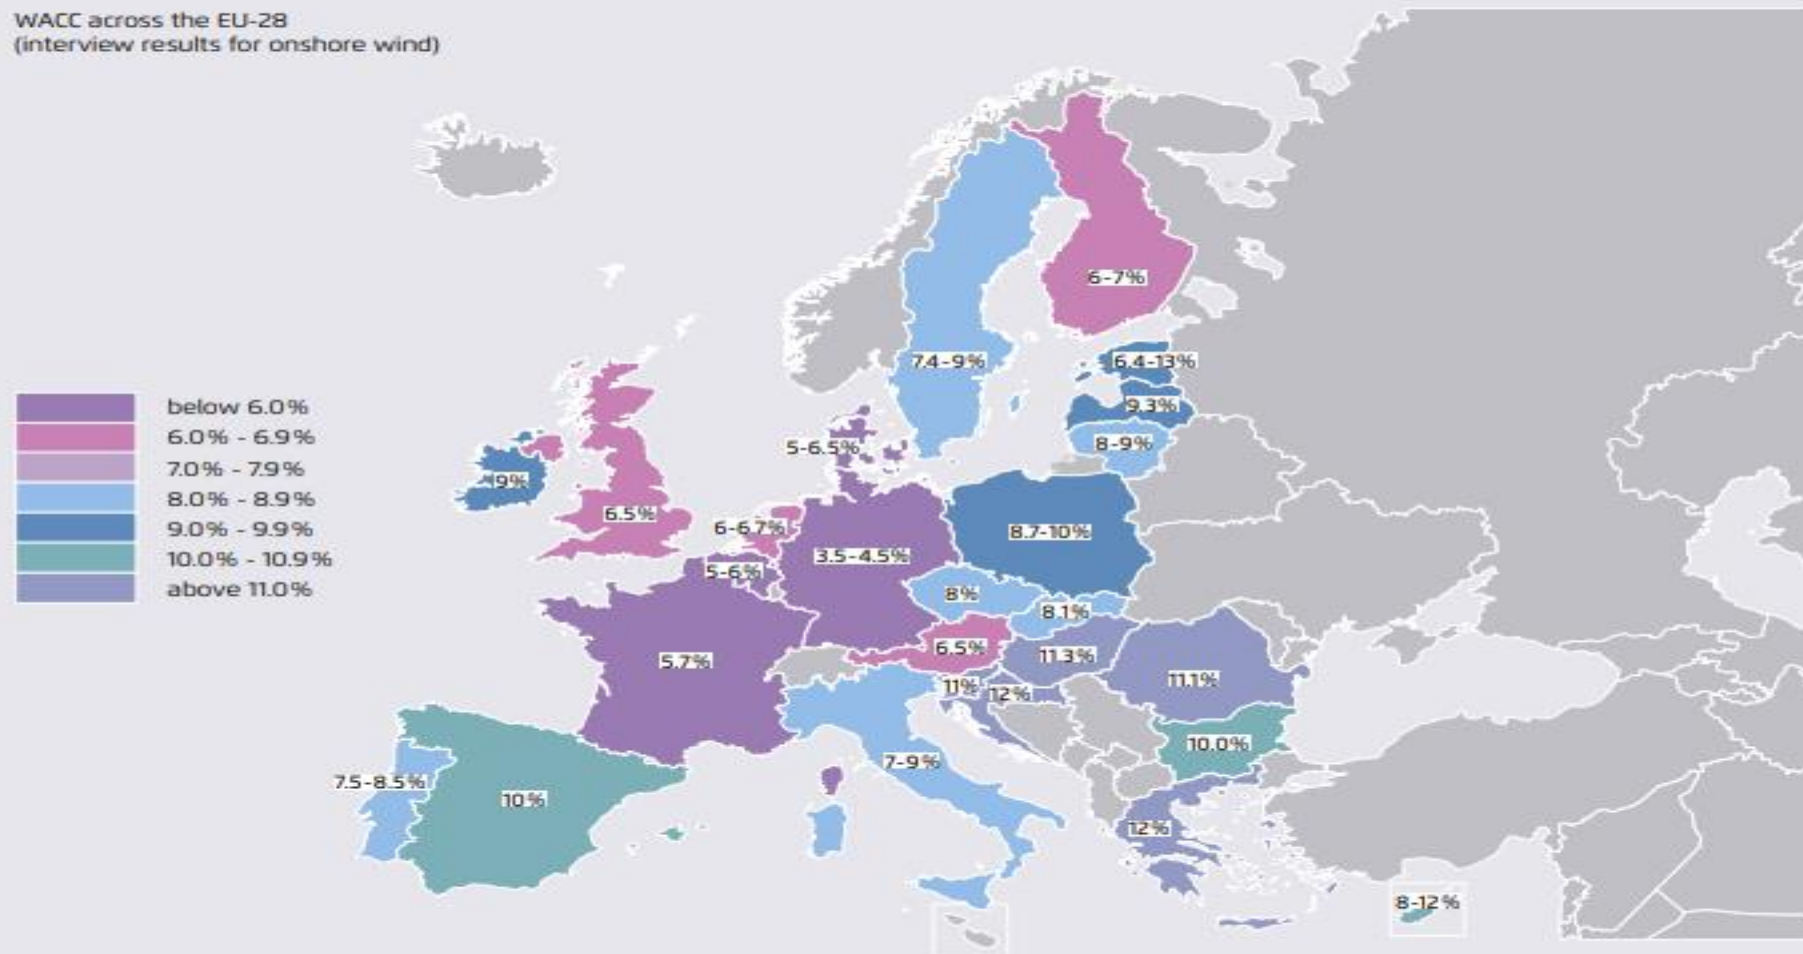 WACC across the EU-28
(interview results for onshore wind)
6-7%
7.4-9%
6.4-13%
9.3%
below 6.0%
6.0% - 6.9%
7.0% - 7.9%
8.0% - 8.9%
9.0% - 9.9%
10.0% - 10.9%
above 11.0%
5-6.5%
8-9%
9%
6.5%
6-6.7%
8.7-10%
3.5-4.5%
5-6%
8%
8.1%
6.5%
11.3%
5.7%
11.1%
11%
12%
10.0%
7-9%
7.5-8.5%
10%
12%
8-12%